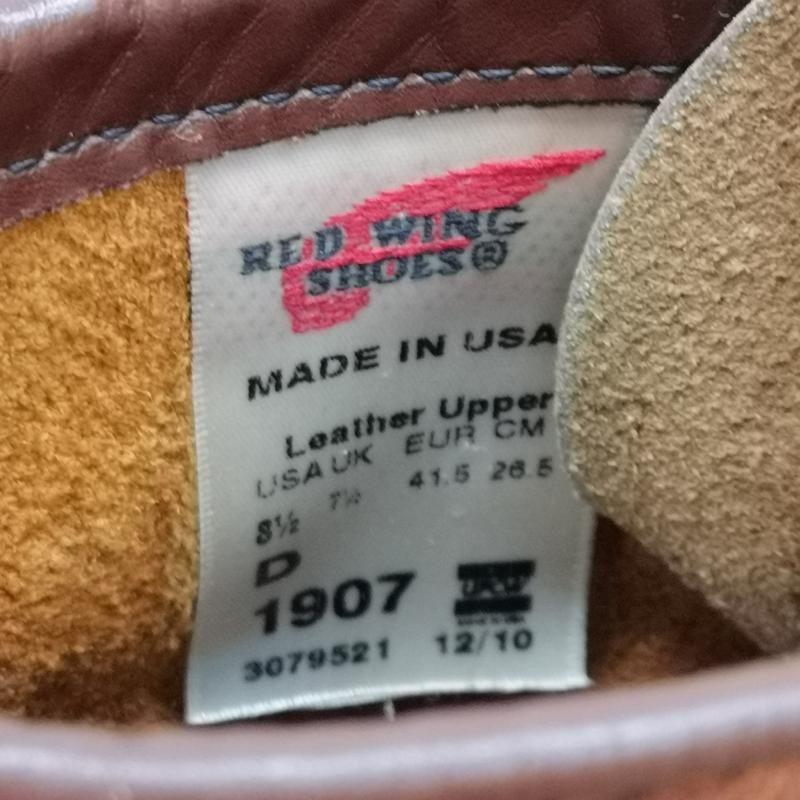 RED WING
SHOES®
MADE IN USA
Leather Upper
USA UK EUR CM
8½ 7½ 41.5 26.5
D
1907
3079521 12/10